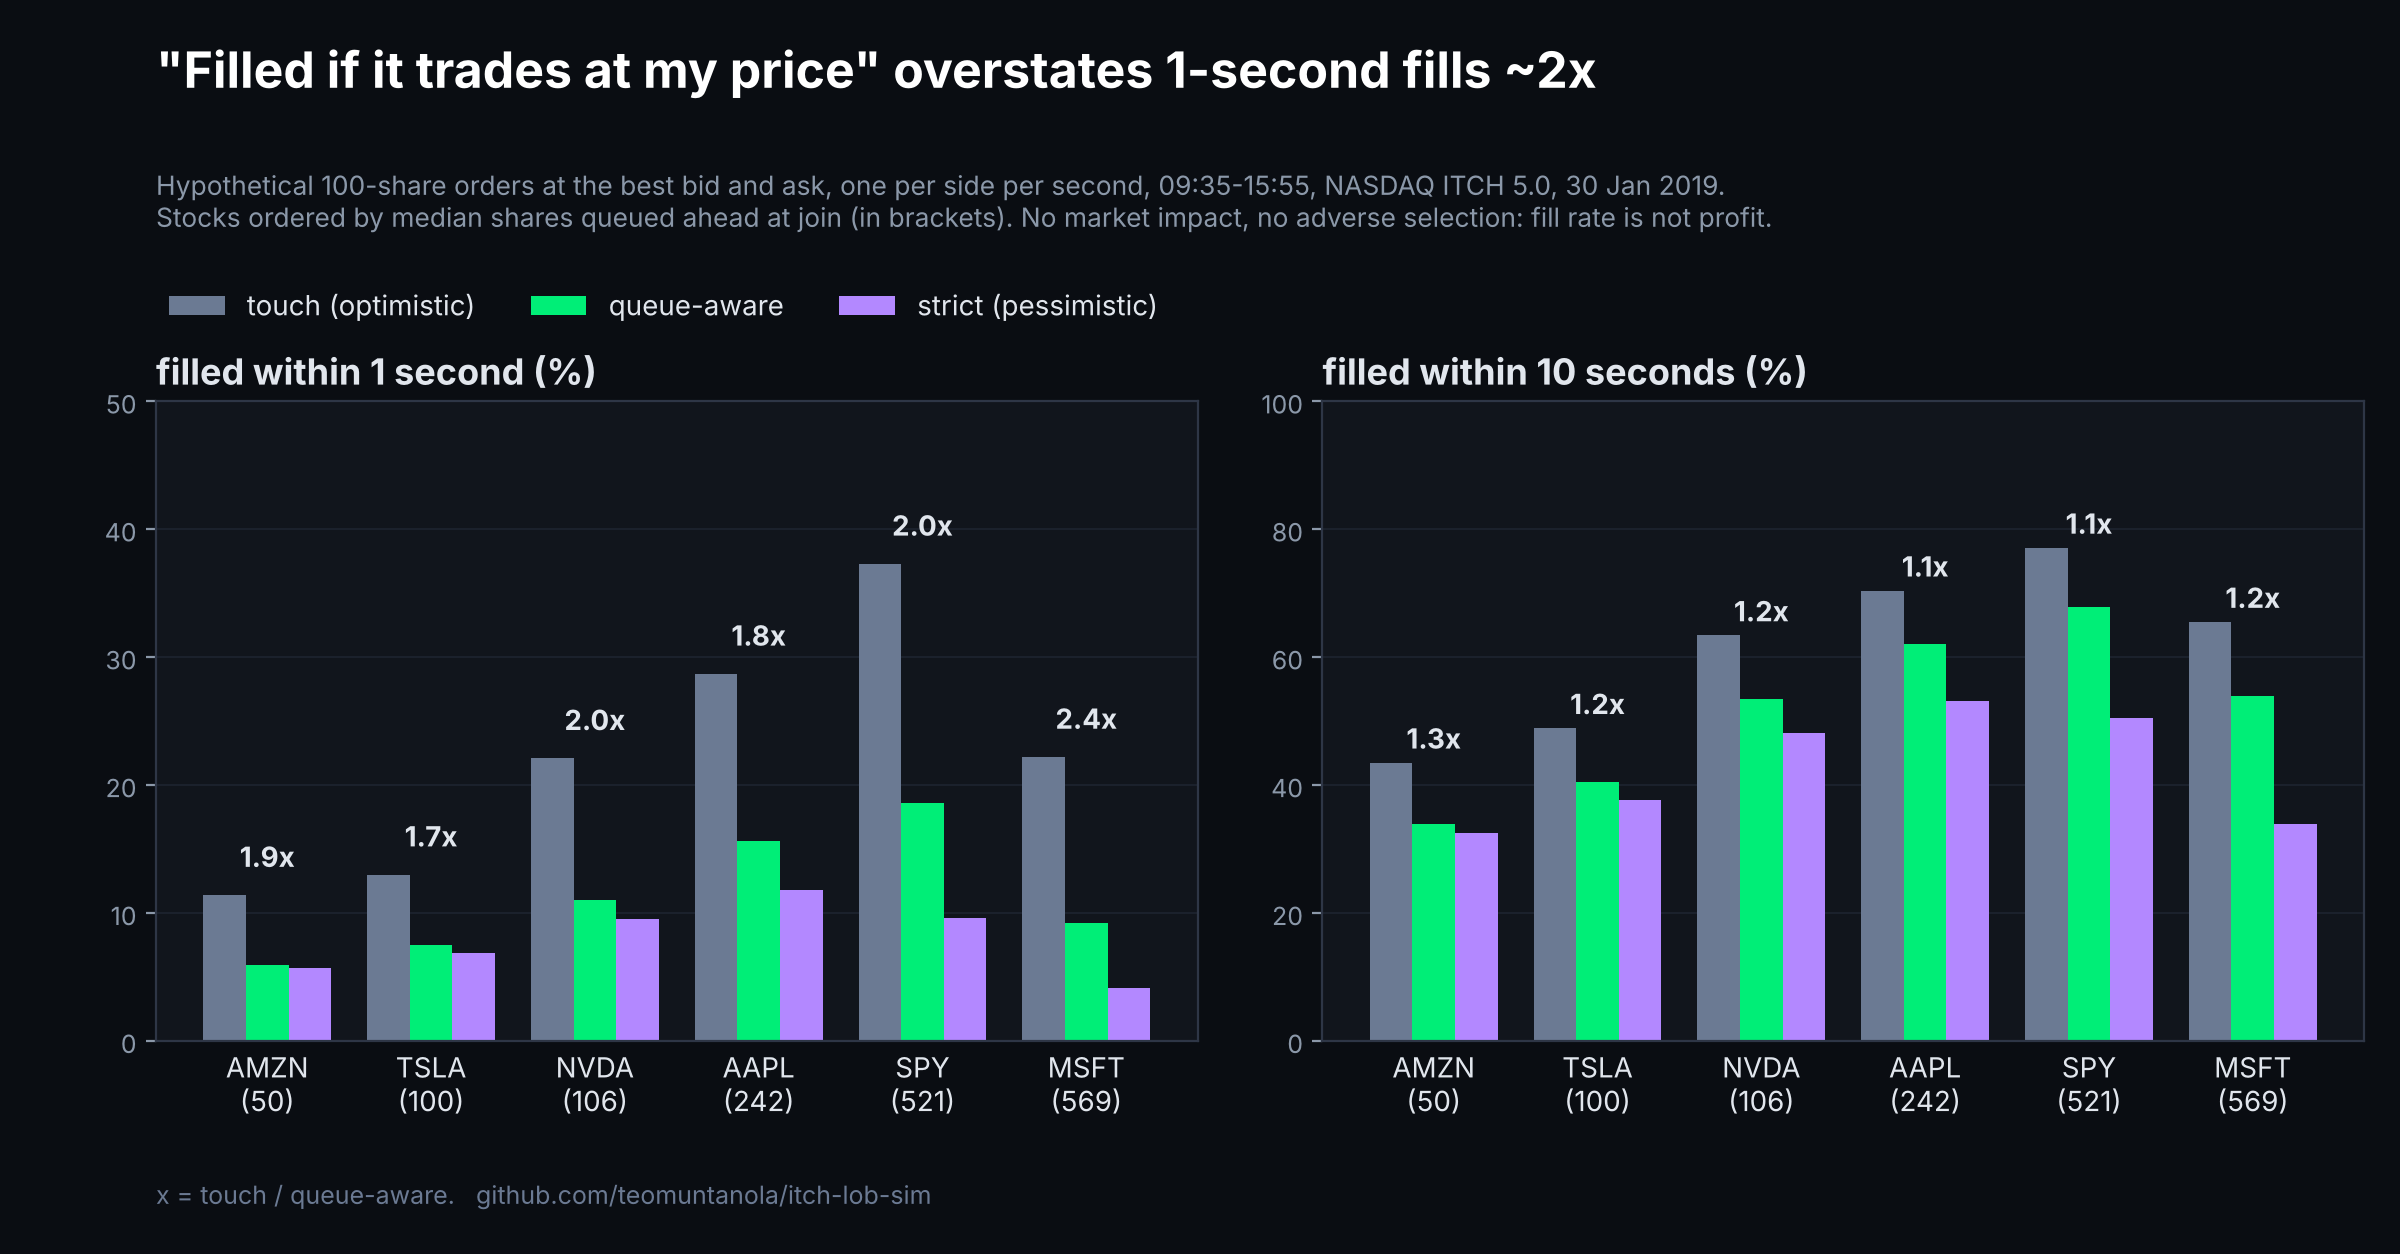 "Filled if it trades at my price" overstates 1-second fills ~2x
Hypothetical 100-share orders at the best bid and ask, one per side per second, 09:35-15:55, NASDAQ ITCH 5.0, 30 Jan 2019.
Stocks ordered by median shares queued ahead at join (in brackets). No market impact, no adverse selection: fill rate is not profit.
touch (optimistic) queue-aware strict (pessimistic)
filled within 1 second (%)
50
40
30
20
10
0
1.9x
1.7x
2.0x
1.8x
2.0x
2.4x
AMZN TSLA NVDA AAPL SPY MSFT
(50) (100) (106) (242) (521) (569)
filled within 10 seconds (%)
100
80
60
40
20
0
1.3x
1.2x
1.2x
1.1x
1.1x
1.2x
AMZN TSLA NVDA AAPL SPY MSFT
(50) (100) (106) (242) (521) (569)
x = touch / queue-aware. github.com/teomuntanola/itch-lob-sim